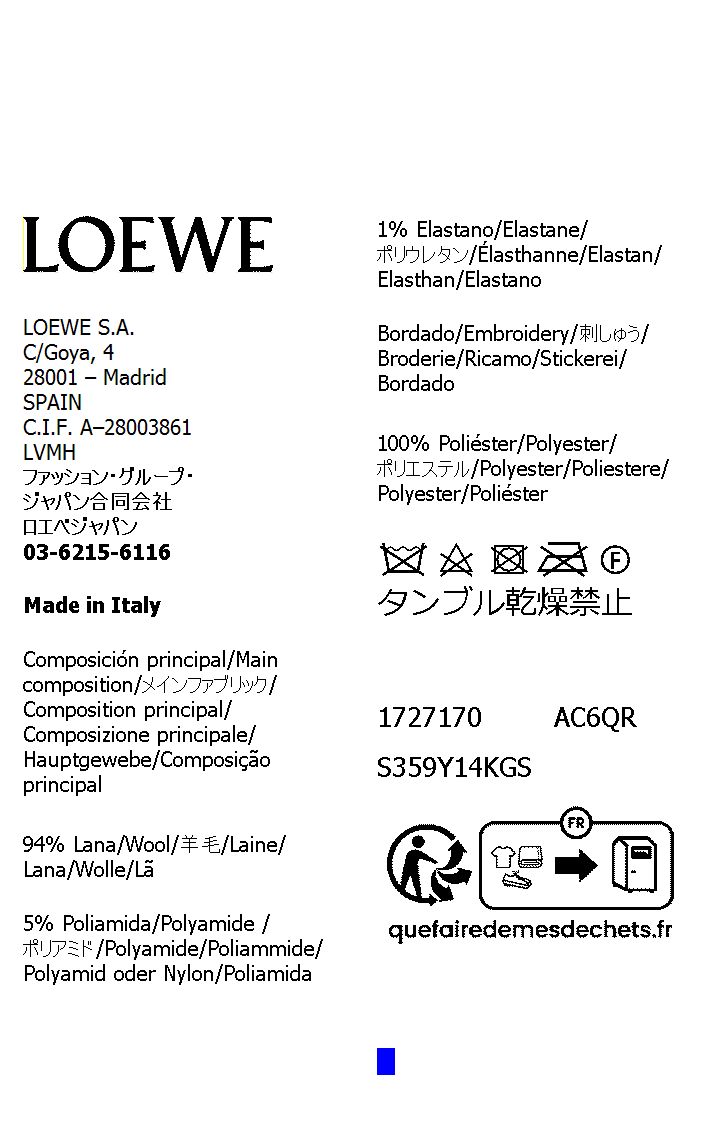 LOEWE
LOEWE S.A.
C/Goya, 4
28001 – Madrid
SPAIN
C.I.F. A–28003861
LVMH
ファッション・グループ・
ジャパン合同会社
ロエベジャパン
03-6215-6116
Made in Italy
Composición principal/Main
composition/メインファブリック/
Composition principal/
Composizione principale/
Hauptgewebe/Composição
principal
94% Lana/Wool/羊毛/Laine/
Lana/Wolle/Lã
5% Poliamida/Polyamide /
ポリアミド/Polyamide/Poliammide/
Polyamid oder Nylon/Poliamida
1% Elastano/Elastane/
ポリウレタン/Élasthanne/Elastan/
Elasthan/Elastano
Bordado/Embroidery/刺しゅう/
Broderie/Ricamo/Stickerei/
Bordado
100% Poliéster/Polyester/
ポリエステル/Polyester/Poliestere/
Polyester/Poliéster
F
タンブル乾燥禁止
1727170 AC6QR
S359Y14KGS
FR
quefairedemesdechets.fr